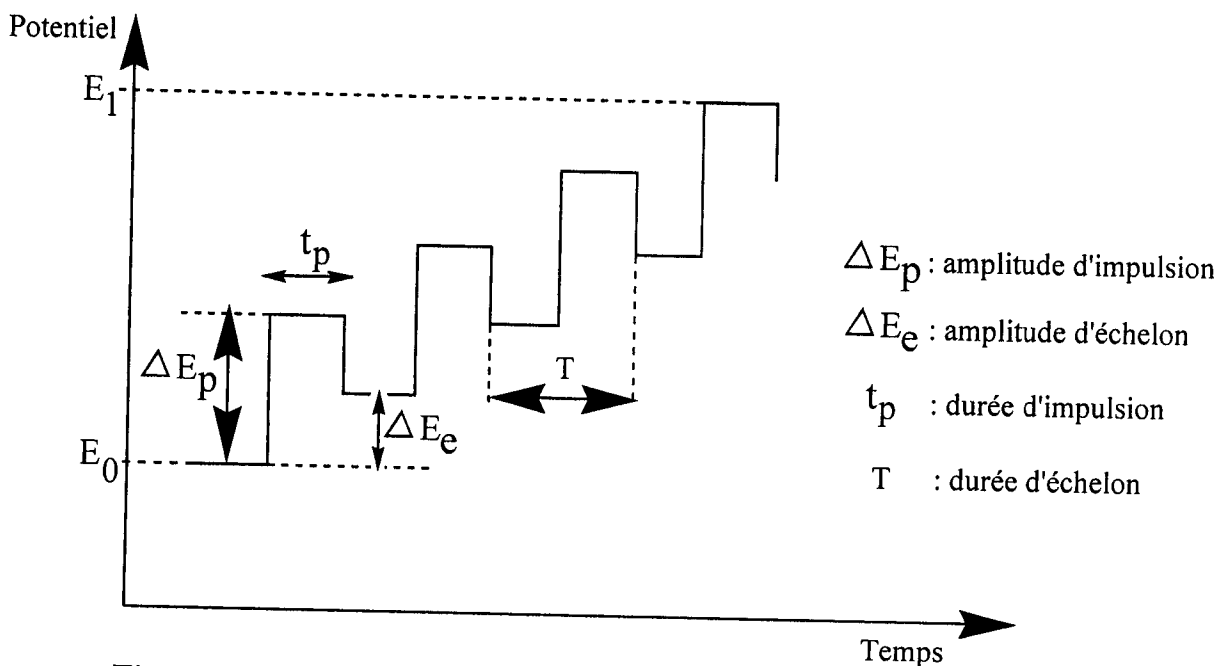 Potentiel
E1
tp
ΔEp
ΔEe
T
E0
Temps
ΔEp : amplitude d'impulsion
ΔEe : amplitude d'échelon
tp : durée d'impulsion
T : durée d'échelon